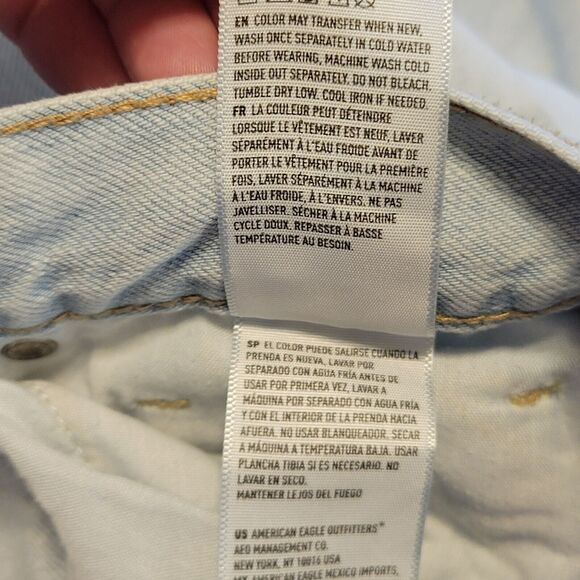 EN COLOR MAY TRANSFER WHEN NEW,
WASH ONCE SEPARATELY IN COLD WATER
BEFORE WEARING, MACHINE WASH COLD
INSIDE OUT SEPARATELY. DO NOT BLEACH.
TUMBLE DRY LOW. COOL IRON IF NEEDED.
FR LA COULEUR PEUT DÉTEINDRE
LORSQUE LE VÊTEMENT EST NEUF, LAVER
SÉPARÉMENT À L'EAU FROIDE AVANT DE
PORTER LE VÊTEMENT POUR LA PREMIÈRE
FOIS, LAVER SÉPARÉMENT À LA MACHINE
À L'EAU FROIDE, À L'ENVERS. NE PAS
JAVELLISER. SÉCHER À LA MACHINE
CYCLE DOUX. REPASSER À BASSE
TEMPÉRATURE AU BESOIN.
SP EL COLOR PUEDE SALIRSE CUANDO LA
PRENDA ES NUEVA, LAVAR POR
SEPARADO CON AGUA FRÍA ANTES DE
USAR POR PRIMERA VEZ, LAVAR A
MÁQUINA POR SEPARADO CON AGUA FRÍA
Y CON EL INTERIOR DE LA PRENDA HACIA
AFUERA. NO USAR BLANQUEADOR. SECAR
A MÁQUINA A TEMPERATURA BAJA. USAR
PLANCHA TIBIA SI ES NECESARIO. NO
LAVAR EN SECO.
MANTENER LEJOS DEL FUEGO
US AMERICAN EAGLE OUTFITTERS®
AEO MANAGEMENT CO.
NEW YORK, NY 10016 USA
MX AMERICAN EAGLE MEXICO IMPORTS,